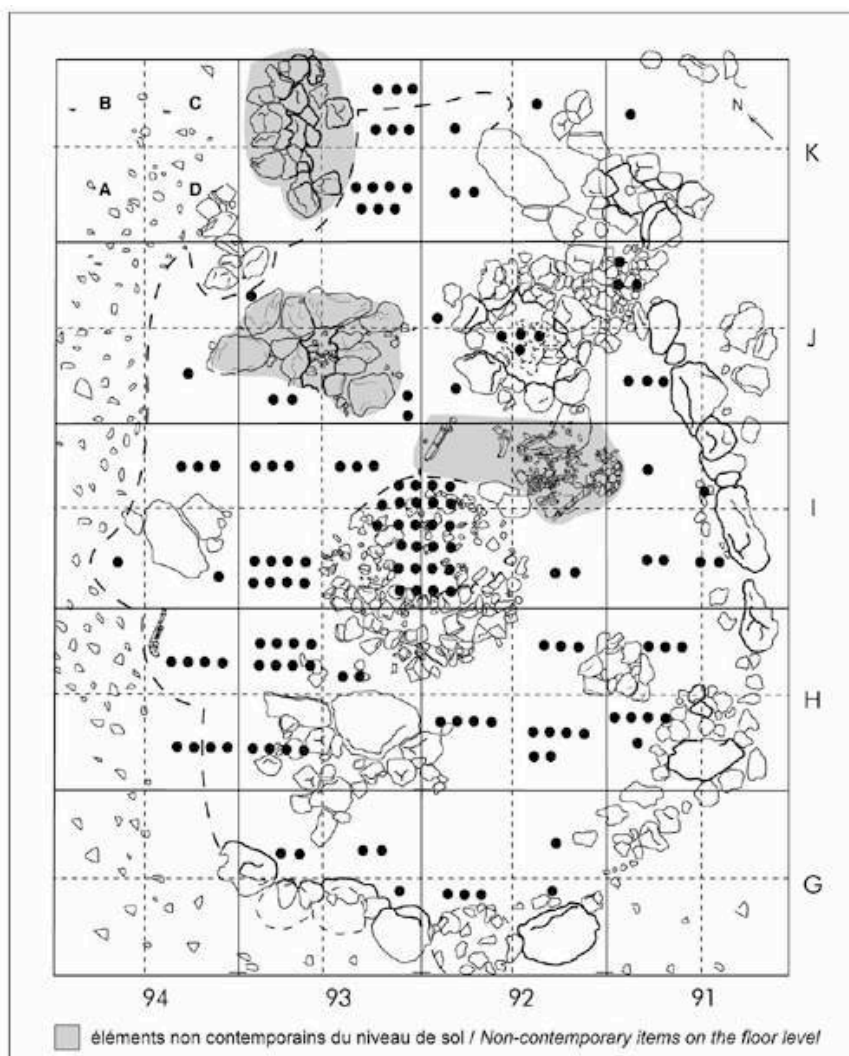 B C
N
K
A D
J
I
H
G
94 93 92 91
éléments non contemporains du niveau de sol / Non-contemporary items on the floor level